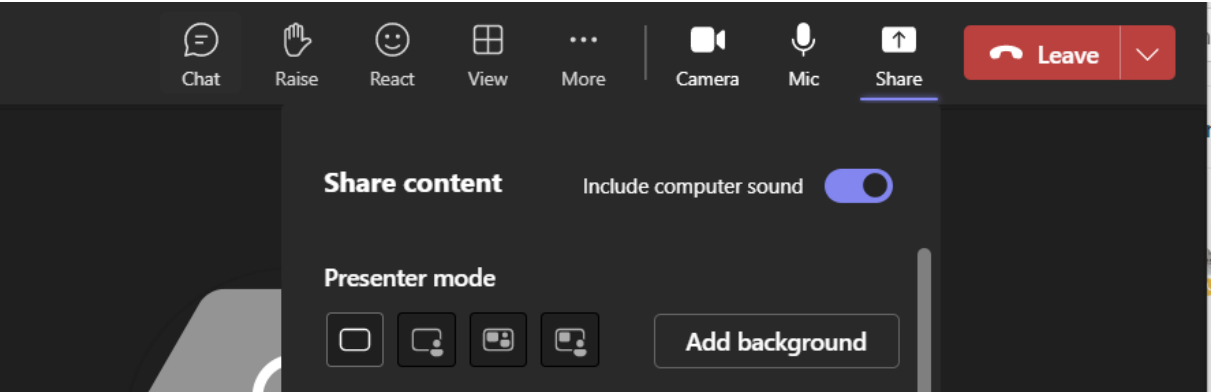 Chat Raise React View More Camera Mic Share Leave
Share content Include computer sound
Presenter mode
Add background